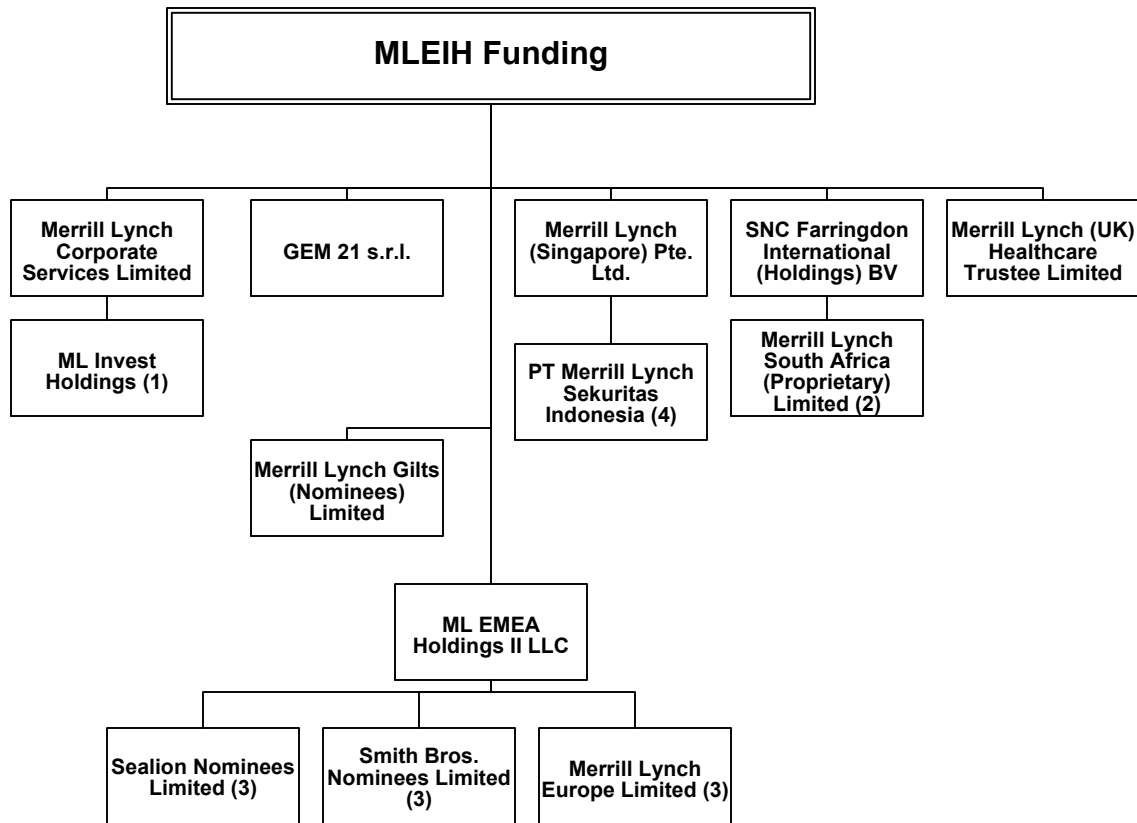 MLEIH Funding
Merrill Lynch
Corporate
Services Limited
GEM 21 s.r.l.
Merrill Lynch
(Singapore) Pte.
Ltd.
SNC Farringdon
International
(Holdings) BV
Merrill Lynch (UK)
Healthcare
Trustee Limited
ML Invest
Holdings (1)
PT Merrill Lynch
Sekuritas
Indonesia (4)
Merrill Lynch
South Africa
(Proprietary)
Limited (2)
Merrill Lynch Gilts
(Nominees)
Limited
ML EMEA
Holdings II LLC
Sealion Nominees
Limited (3)
Smith Bros.
Nominees Limited
(3)
Merrill Lynch
Europe Limited (3)